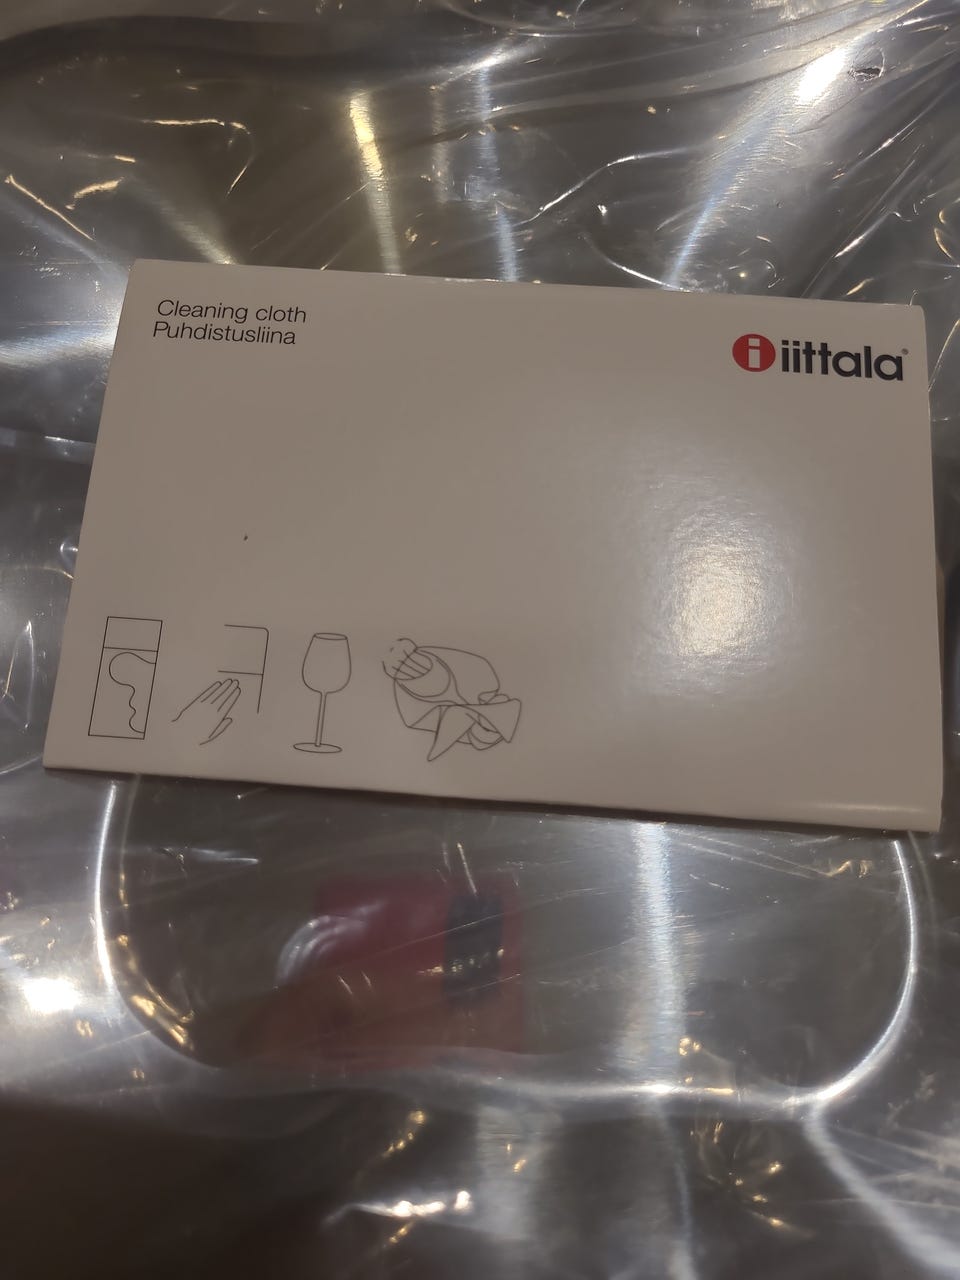 Cleaning cloth
Puhdistusliina
i iittala®